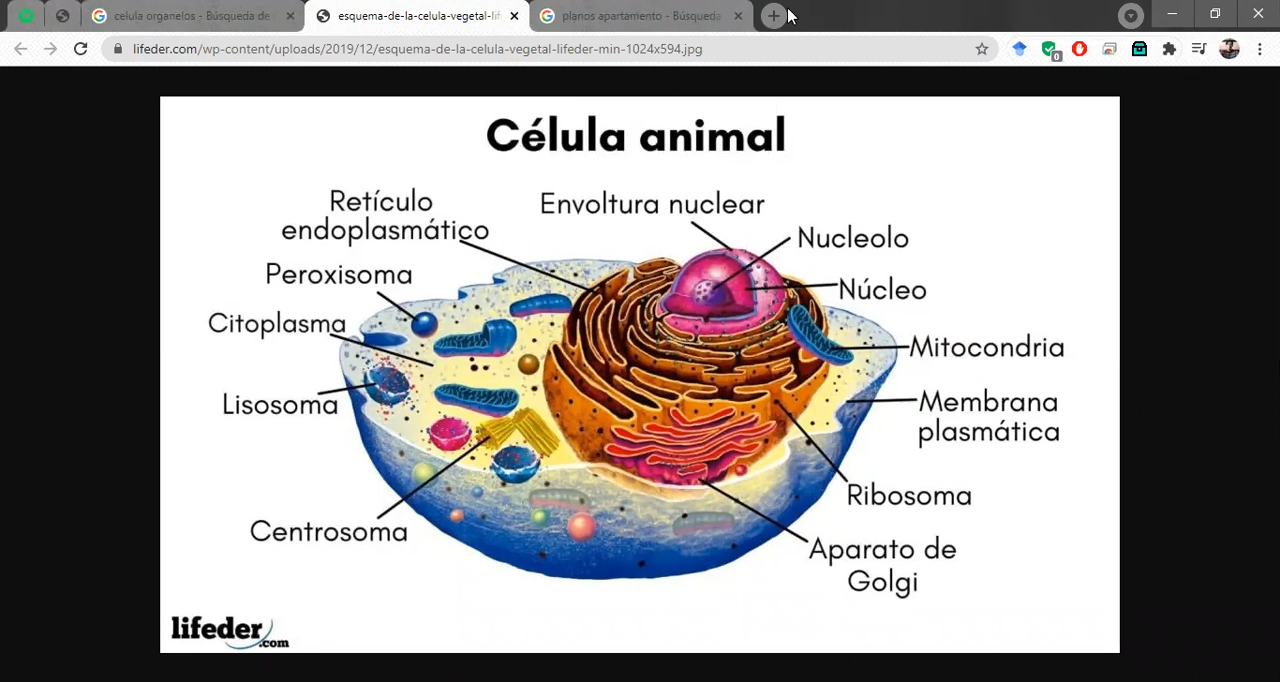 celula organelos - Búsqueda de
esquema-de-la-celula-vegetal-lif
planos apartamento - Búsqueda
lifeder.com/wp-content/uploads/2019/12/esquema-de-la-celula-vegetal-lifeder-min-1024x594.jpg
0
Célula animal
Retículo
endoplasmático
Envoltura nuclear
Nucleolo
Peroxisoma
Núcleo
Citoplasma
Mitocondria
Lisosoma
Membrana
plasmática
Ribosoma
Centrosoma
Aparato de
Golgi
lifeder
.com